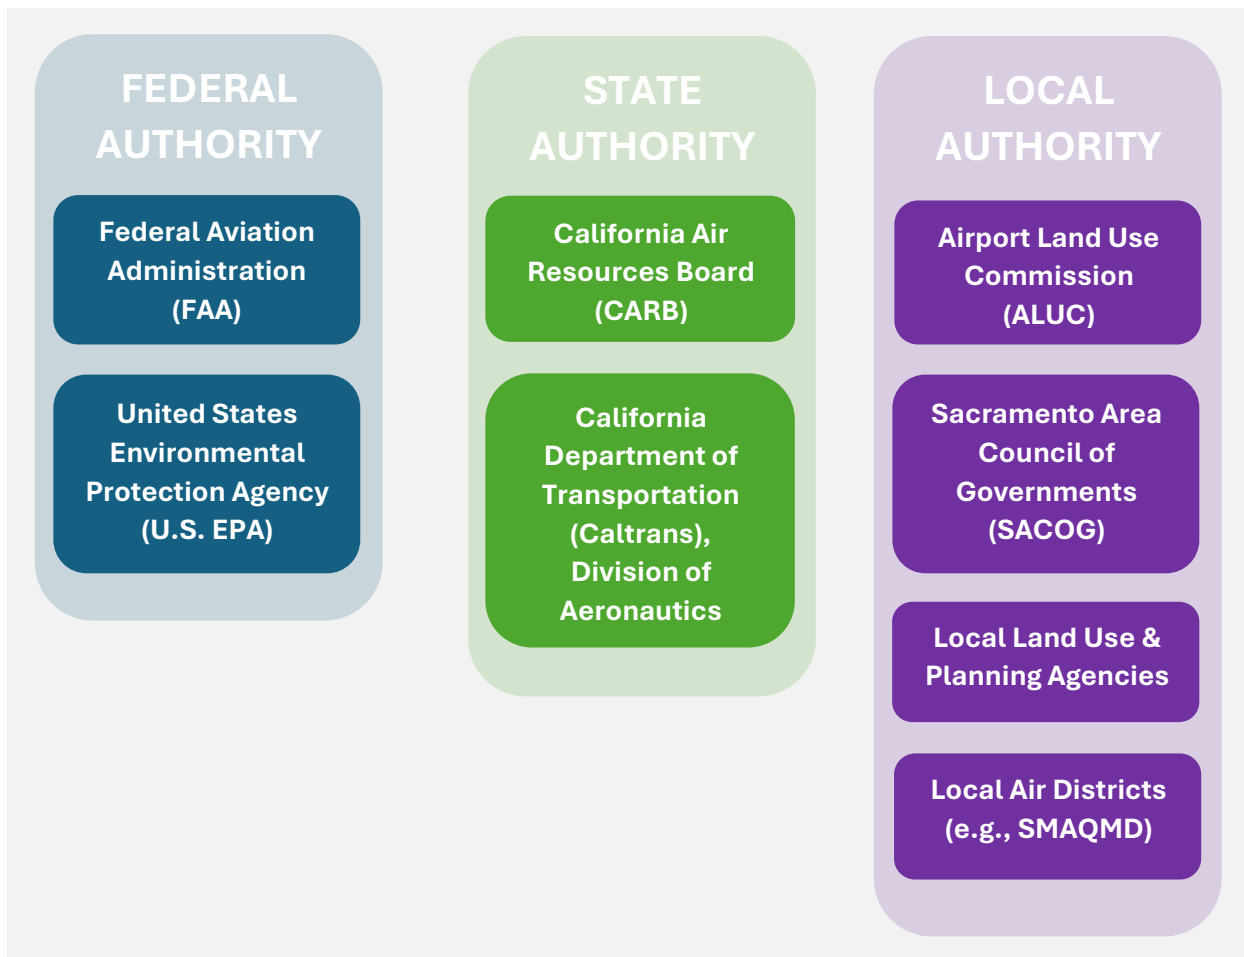 FEDERAL
AUTHORITY
Federal Aviation
Administration
(FAA)
United States
Environmental
Protection Agency
(U.S. EPA)
STATE
AUTHORITY
California Air
Resources Board
(CARB)
California
Department of
Transportation
(Caltrans),
Division of
Aeronautics
LOCAL
AUTHORITY
Airport Land Use
Commission
(ALUC)
Sacramento Area
Council of
Governments
(SACOG)
Local Land Use &
Planning Agencies
Local Air Districts
(e.g., SMAQMD)